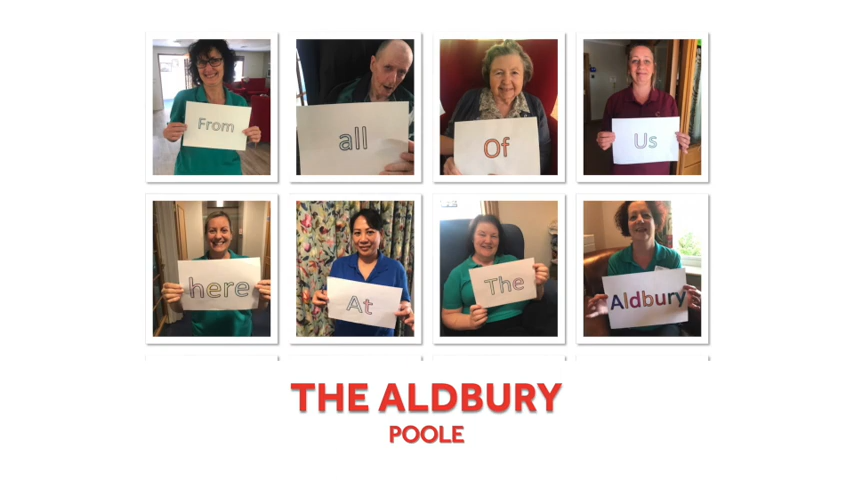 From
all
Of
Us
here
At
The
Aldbury
THE ALDBURY
POOLE